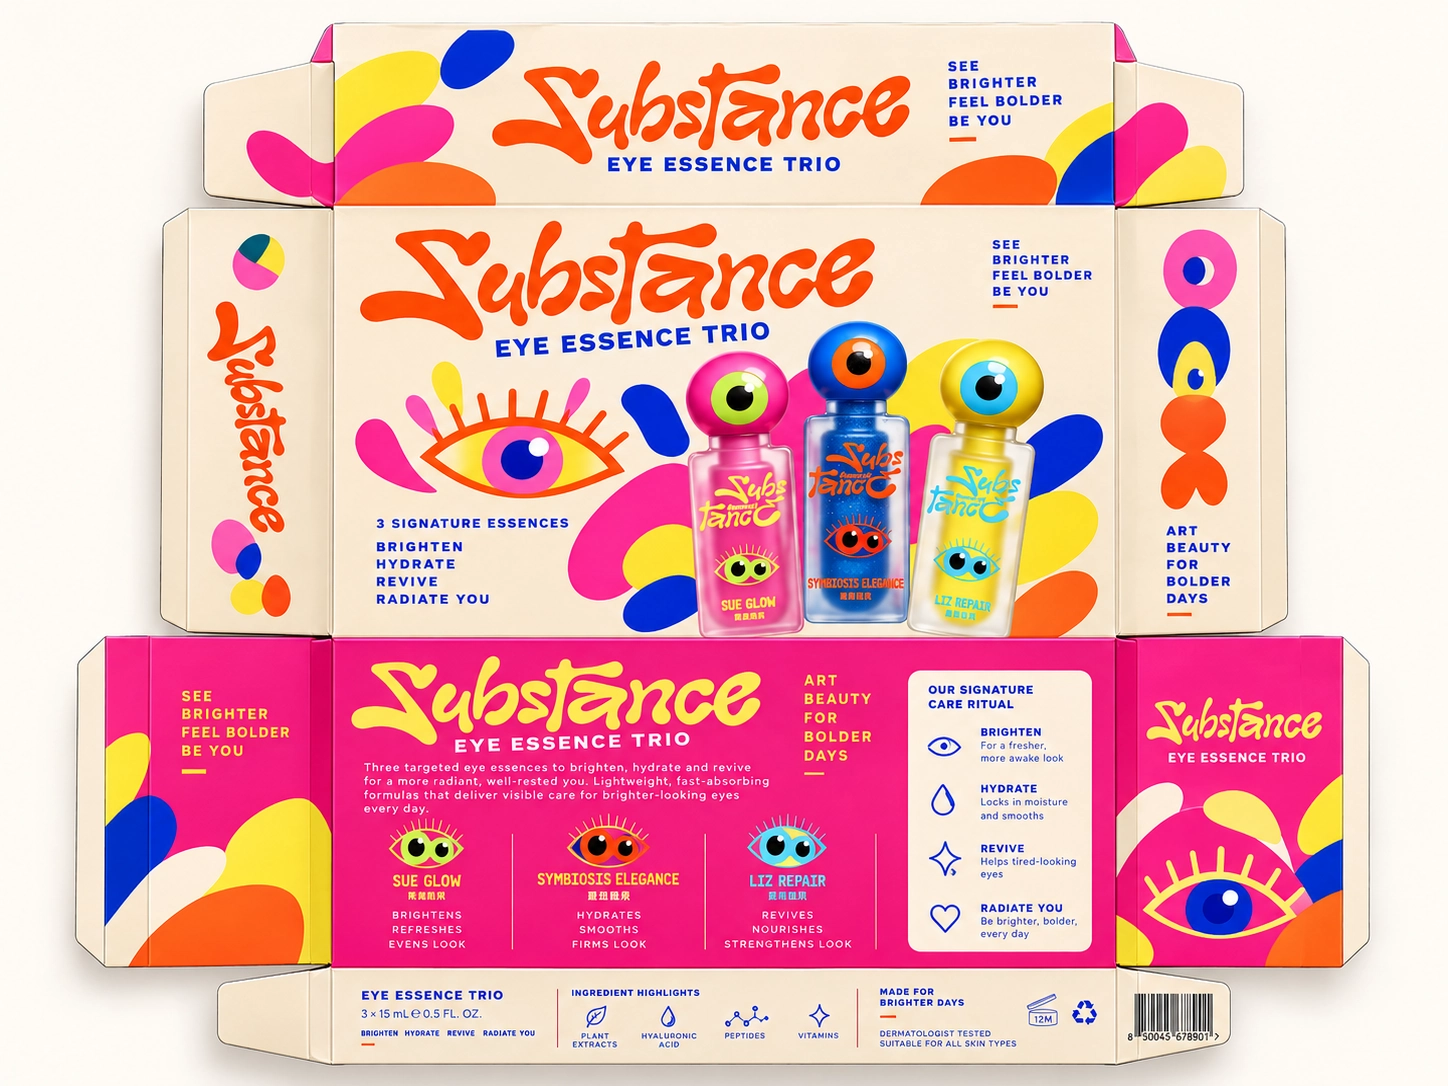 Substance
EYE ESSENCE TRIO
SEE
BRIGHTER
FEEL BOLDER
BE YOU
Substance
Substance
EYE ESSENCE TRIO
SEE
BRIGHTER
FEEL BOLDER
BE YOU
3 SIGNATURE ESSENCES
BRIGHTEN
HYDRATE
REVIVE
RADIATE YOU
Subs
tance
SUE GLOW
Subs
tance
SYMBIOSIS ELEGANCE
Subs
tance
LIZ REPAIR
ART
BEAUTY
FOR
BOLDER
DAYS
SEE
BRIGHTER
FEEL BOLDER
BE YOU
Substance
EYE ESSENCE TRIO
Three targeted eye essences to brighten, hydrate and revive
for a more radiant, well-rested you. Lightweight, fast-absorbing
formulas that deliver visible care for brighter-looking eyes
every day.
ART
BEAUTY
FOR
BOLDER
DAYS
SUE GLOW
BRIGHTENS
REFRESHES
EVENS LOOK
SYMBIOSIS ELEGANCE
HYDRATES
SMOOTHS
FIRMS LOOK
LIZ REPAIR
REVIVES
NOURISHES
STRENGTHENS LOOK
OUR SIGNATURE
CARE RITUAL
BRIGHTEN
For a fresher,
more awake look
HYDRATE
Locks in moisture
and smooths
REVIVE
Helps tired-looking
eyes
RADIATE YOU
Be brighter, bolder,
every day
Substance
EYE ESSENCE TRIO
EYE ESSENCE TRIO
3 × 15 mL ℮ 0.5 FL. OZ.
BRIGHTEN HYDRATE REVIVE RADIATE YOU
INGREDIENT HIGHLIGHTS
PLANT
EXTRACTS
HYALURONIC
ACID
PEPTIDES
VITAMINS
MADE FOR
BRIGHTER DAYS
DERMATOLOGIST TESTED
SUITABLE FOR ALL SKIN TYPES
12M
8 50045 678901 >